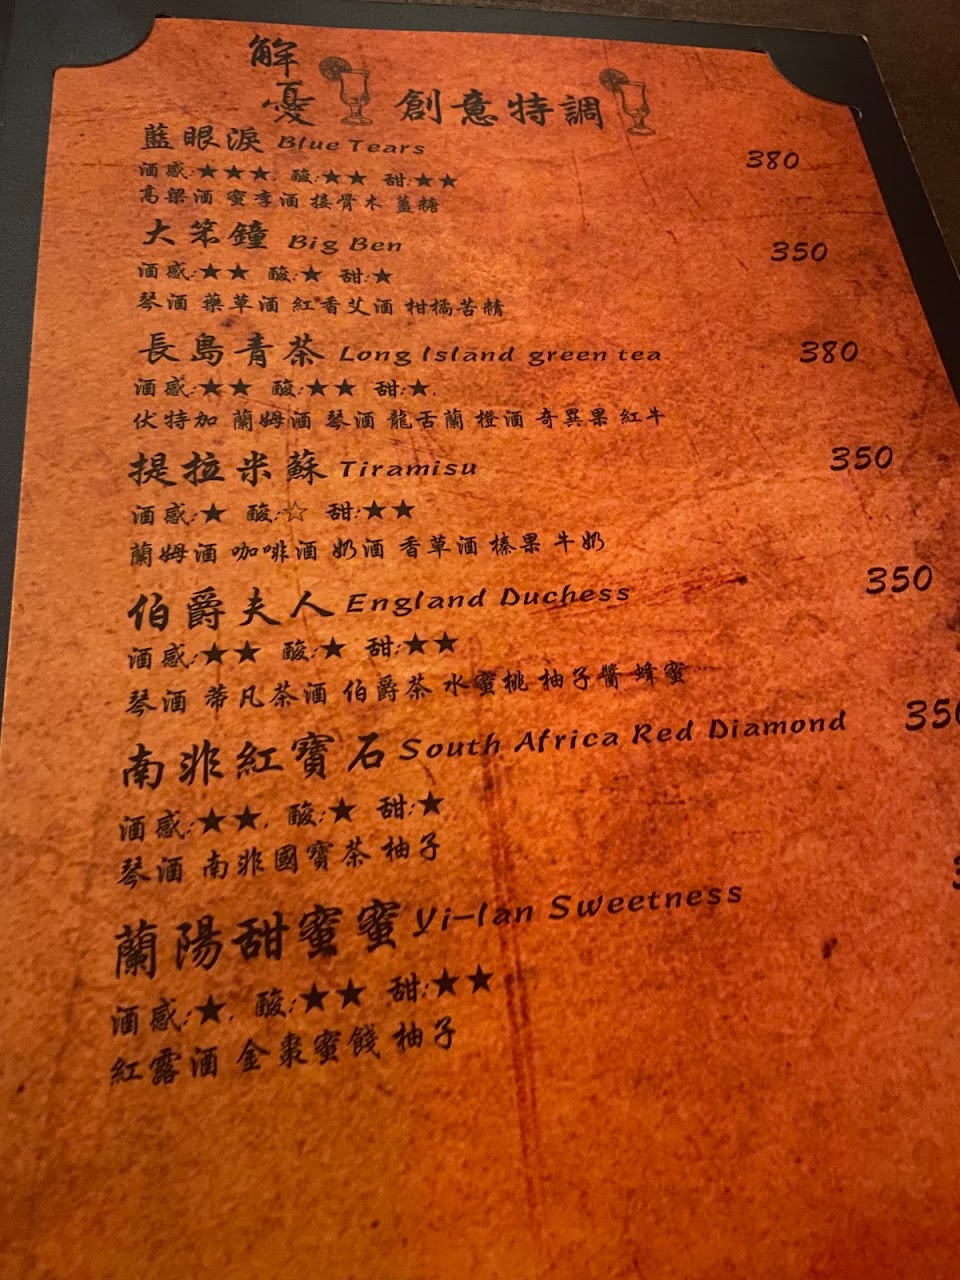 解憂 創意特調
藍眼淚 Blue Tears 380
酒感:★★★. 酸:★★ 甜:★★
高梁酒 蜜李酒 接骨木 薑糖
大笨鐘 Big Ben 350
酒感:★★ 酸:★ 甜:★
琴酒 藥草酒 紅香艾酒 柑橘苦精
長島青茶 Long Island green tea 380
酒感:★★ 酸:★★ 甜:★.
伏特加 蘭姆酒 琴酒 龍舌蘭 橙酒 奇異果 紅牛
提拉米蘇 Tiramisu 350
酒感:★ 酸:☆ 甜:★★
蘭姆酒 咖啡酒 奶酒 香草酒 榛果 牛奶
伯爵夫人 England Duchess 350
酒感:★★ 酸:★ 甜:★★
琴酒 蒂凡茶酒 伯爵茶 水蜜桃 柚子醬 蜂蜜
南非紅寶石 South Africa Red Diamond 350
酒感:★★. 酸:★ 甜:★
琴酒 南非國寶茶 柚子
蘭陽甜蜜蜜 Yi-lan Sweetness
酒感:★. 酸:★★ 甜:★★
紅露酒 金棗蜜餞 柚子